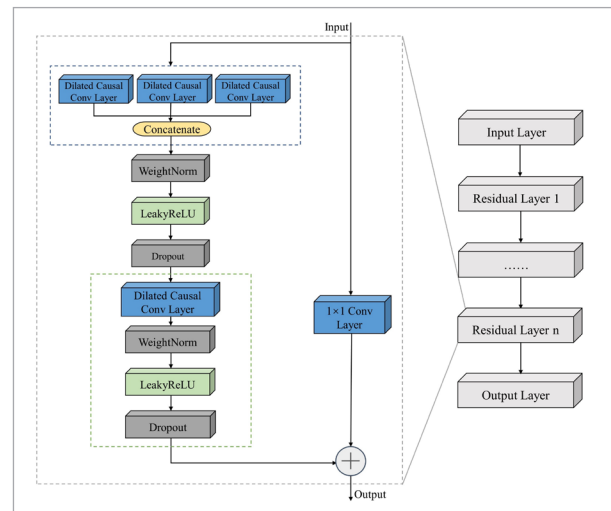 Input
Dilated Causal
Conv Layer
Dilated Causal
Conv Layer
Dilated Causal
Conv Layer
Concatenate
WeightNorm
LeakyReLU
Dropout
Dilated Causal
Conv Layer
WeightNorm
LeakyReLU
Dropout
1×1 Conv
Layer
Output
Input Layer
Residual Layer 1
......
Residual Layer n
Output Layer